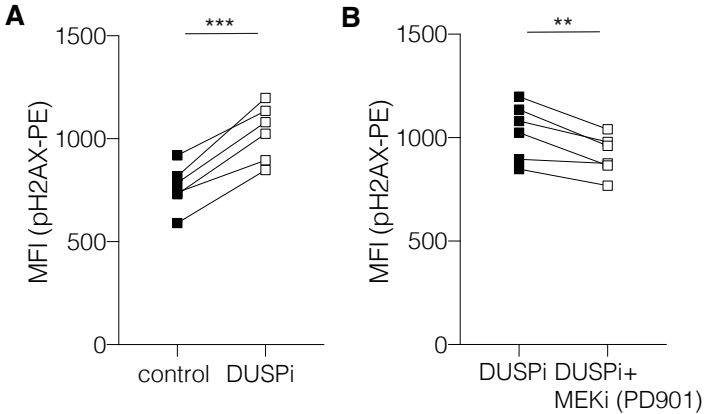 A
1500
***
1000
500
0
MFI (pH2AX-PE)
control DUSPi
B
1500
**
1000
500
0
MFI (pH2AX-PE)
DUSPi DUSPi+
MEKi (PD901)